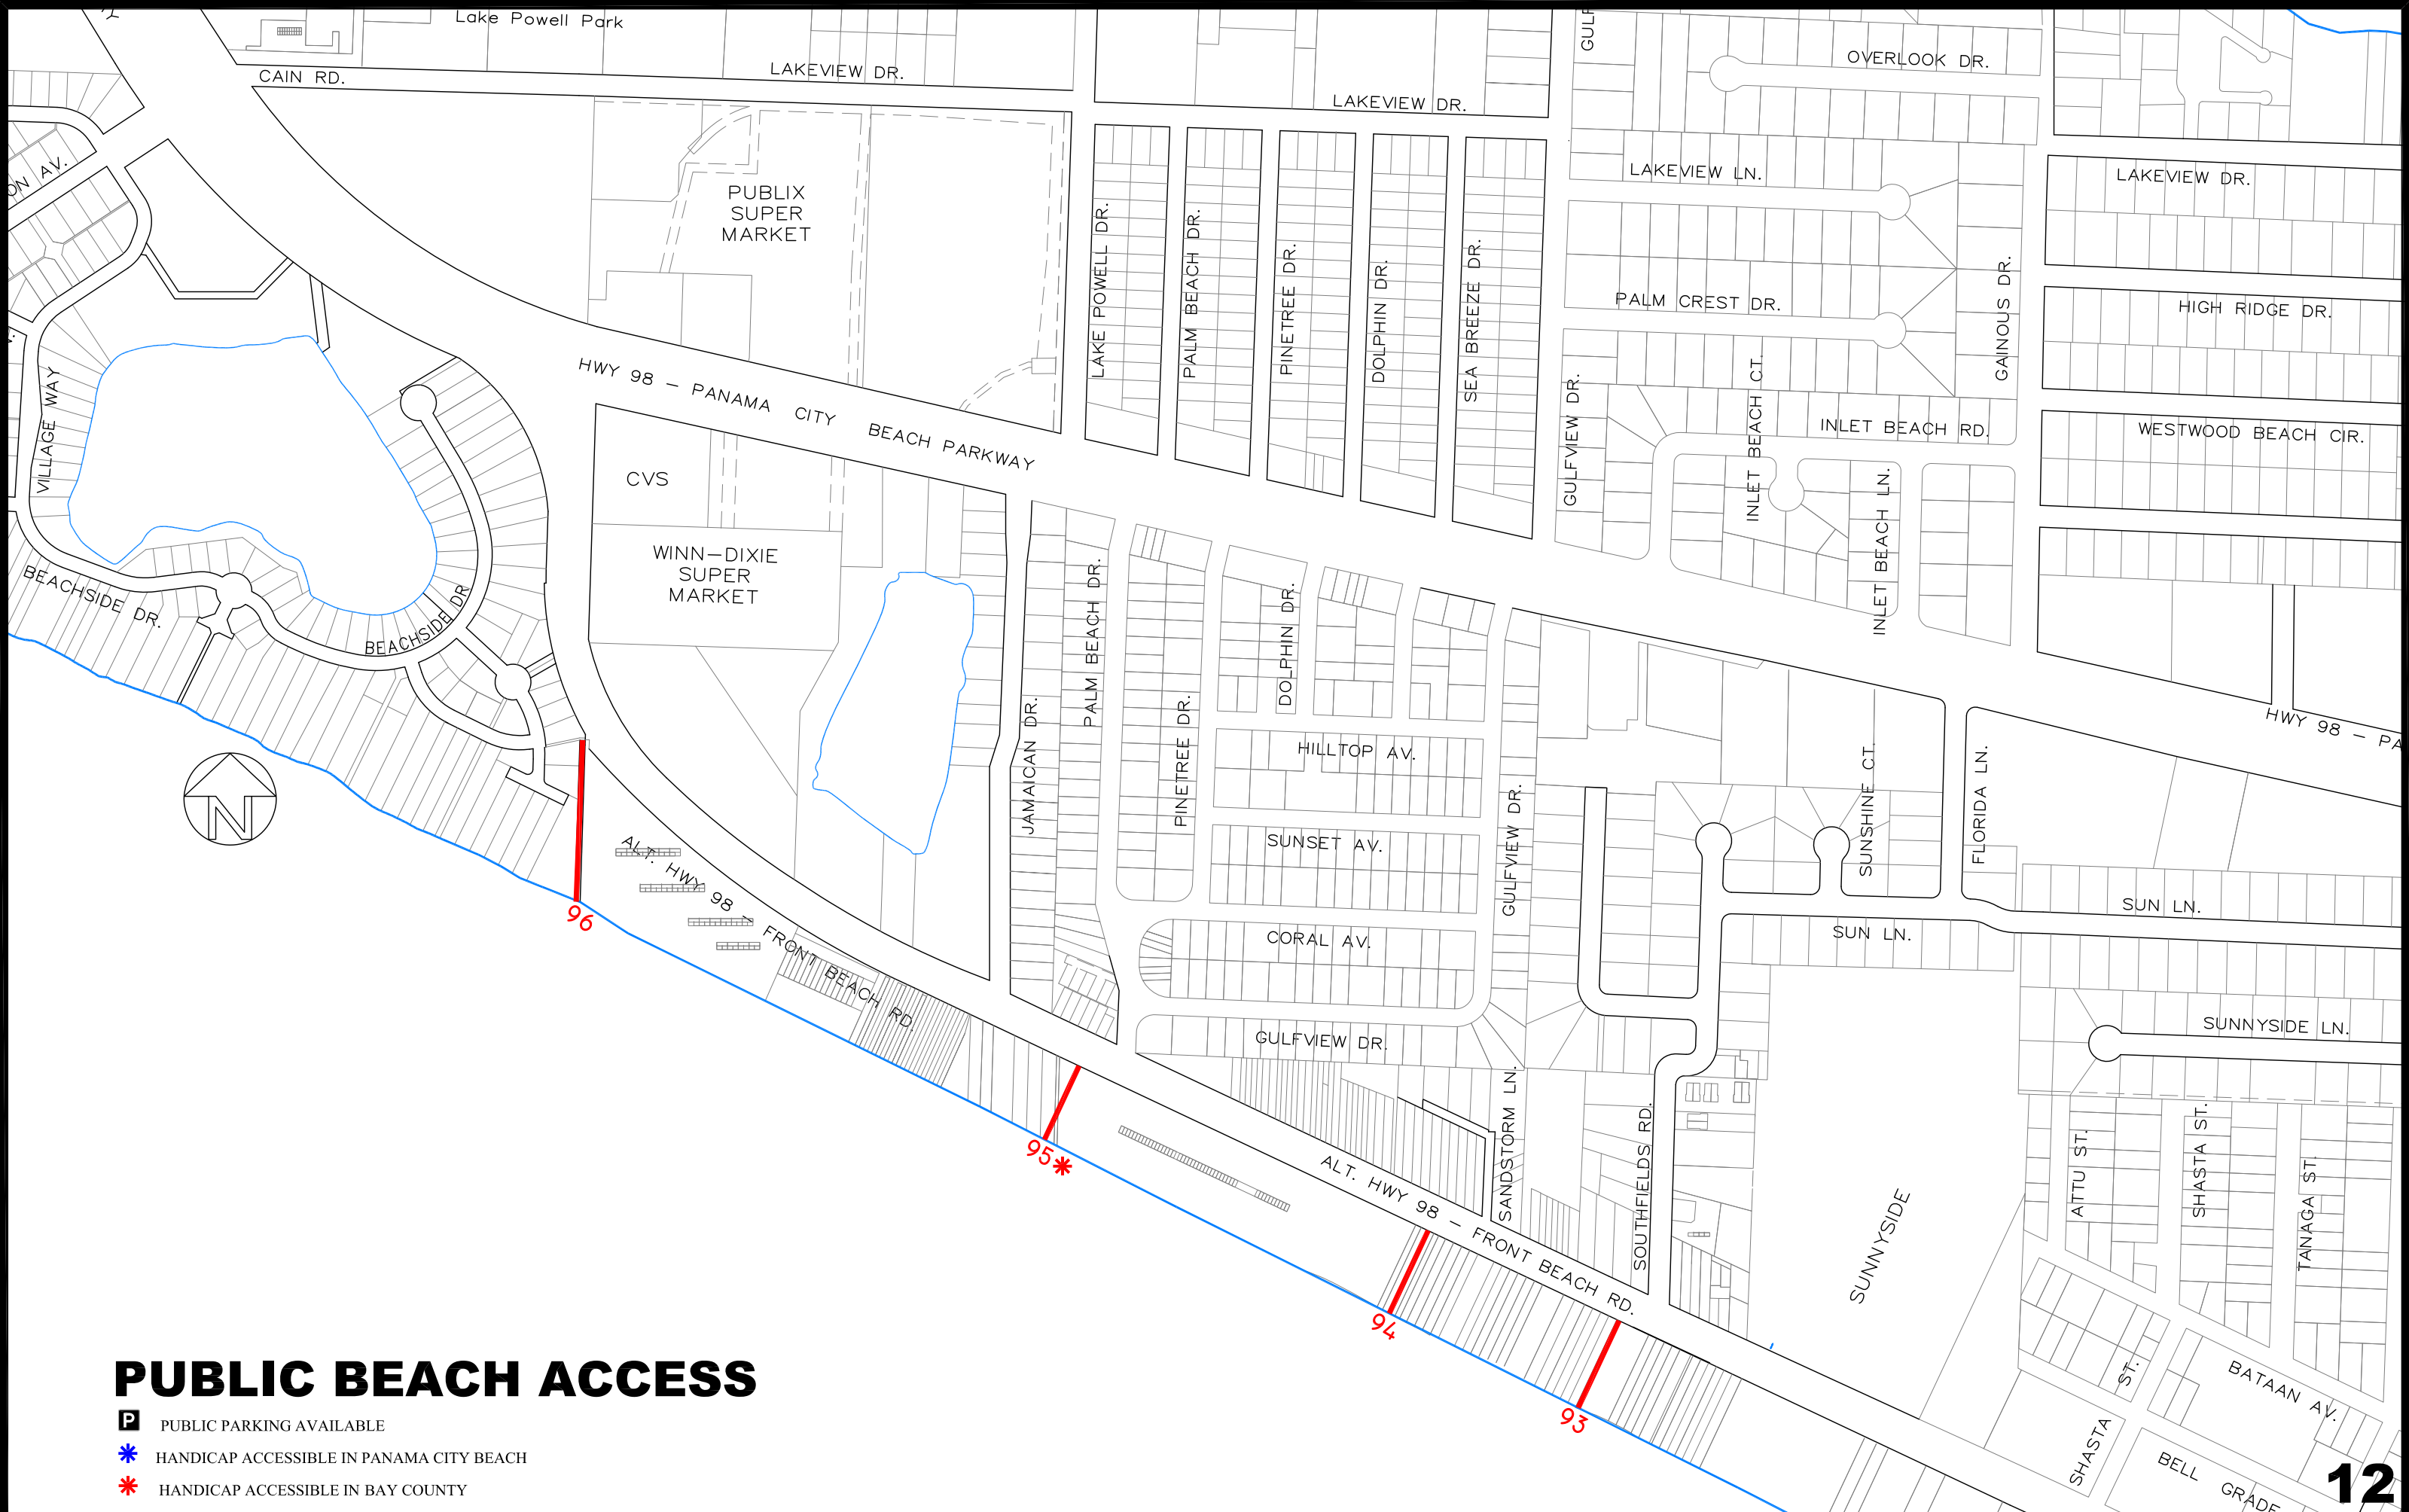 Lake Powell Park
CAIN RD.
LAKEVIEW DR.
LAKEVIEW DR.
OVERLOOK DR.
LAKEVIEW LN.
LAKEVIEW DR.
PUBLIX
SUPER
MARKET
LAKE POWELL DR.
PALM BEACH DR.
PINETREE DR.
DOLPHIN DR.
SEA BREEZE DR.
PALM CREST DR.
GAINOUS DR.
HIGH RIDGE DR.
HWY 98 – PANAMA CITY BEACH PARKWAY
GULFVIEW DR.
INLET BEACH CT.
INLET BEACH RD.
WESTWOOD BEACH CIR.
VILLAGE WAY
CVS
WINN–DIXIE
SUPER
MARKET
INLET BEACH LN.
BEACHSIDE DR.
BEACHSIDE DR
JAMAICAN DR.
PALM BEACH DR.
PINETREE DR.
DOLPHIN DR.
HILLTOP AV.
SUNSET AV.
CORAL AV.
GULFVIEW DR.
GULFVIEW DR.
SUNSHINE CT.
FLORIDA LN.
HWY 98 – PA
SUN LN.
SUN LN.
SUNNYSIDE LN.
N
96
ALT. HWY 98 – FRONT BEACH RD.
95*
ALT. HWY 98 – FRONT BEACH RD.
94
93
SANDSTORM LN.
SOUTHFIELDS RD.
SUNNYSIDE
ATTU ST.
SHASTA ST.
TANAGA ST.
SHASTA ST.
BATAAN AV.
BELL GRADE
PUBLIC BEACH ACCESS
P PUBLIC PARKING AVAILABLE
* HANDICAP ACCESSIBLE IN PANAMA CITY BEACH
* HANDICAP ACCESSIBLE IN BAY COUNTY
12